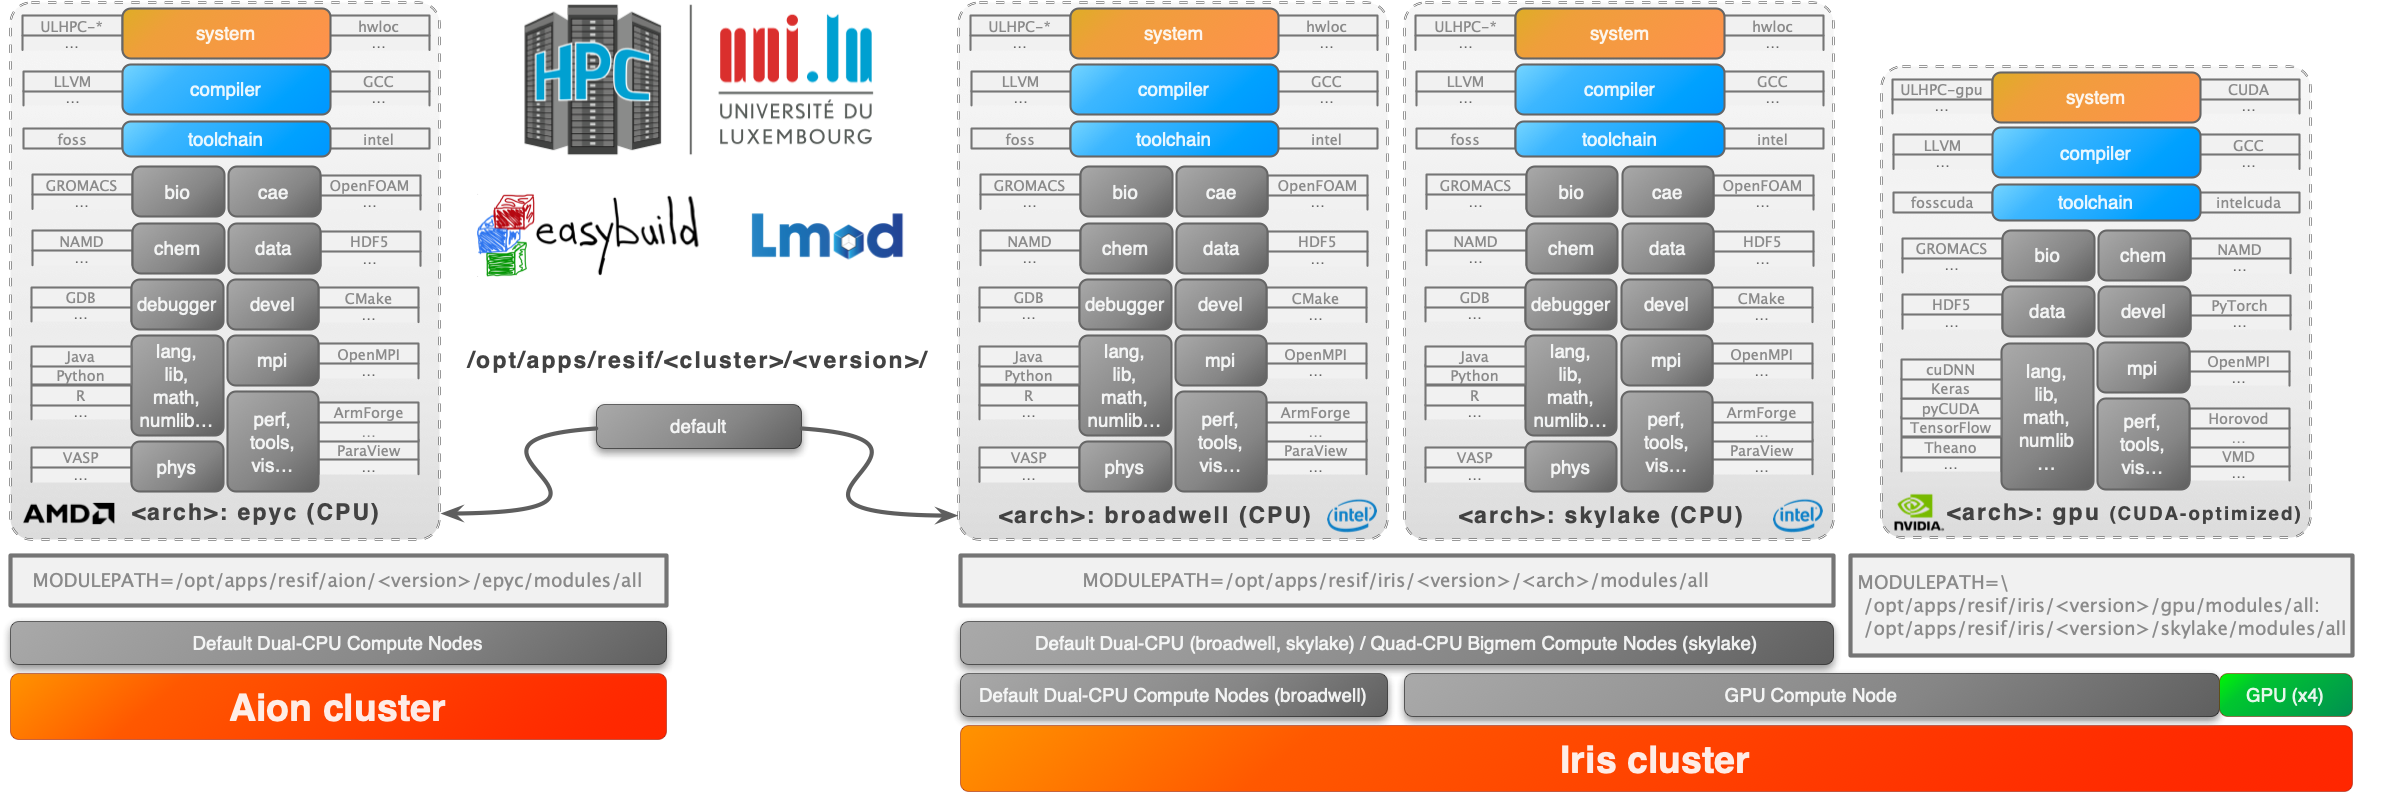 ULHPC-*
...
system
hwloc
...
LLVM
...
compiler
GCC
...
foss
toolchain
intel
GROMACS
...
bio
cae
OpenFOAM
...
NAMD
...
chem
data
HDF5
...
GDB
...
debugger
devel
CMake
...
Java
Python
R
...
lang,
lib,
math,
numlib...
mpi
OpenMPI
...
perf,
tools,
vis...
ArmForge
...
ParaView
...
VASP
...
phys
AMD
<arch>: epyc (CPU)
MODULEPATH=/opt/apps/resif/aion/<version>/epyc/modules/all
Default Dual-CPU Compute Nodes
Aion cluster
HPC
uni.lu
UNIVERSITÉ DU
LUXEMBOURG
easybuild
Lmod
/opt/apps/resif/<cluster>/<version>/
default
ULHPC-*
...
system
hwloc
...
LLVM
...
compiler
GCC
...
foss
toolchain
intel
GROMACS
...
bio
cae
OpenFOAM
...
NAMD
...
chem
data
HDF5
...
GDB
...
debugger
devel
CMake
...
Java
Python
R
...
lang,
lib,
math,
numlib...
mpi
OpenMPI
...
perf,
tools,
vis...
ArmForge
...
ParaView
...
VASP
...
phys
<arch>: broadwell (CPU)
intel
ULHPC-*
...
system
hwloc
...
LLVM
...
compiler
GCC
...
foss
toolchain
intel
GROMACS
...
bio
cae
OpenFOAM
...
NAMD
...
chem
data
HDF5
...
GDB
...
debugger
devel
CMake
...
Java
Python
R
...
lang,
lib,
math,
numlib...
mpi
OpenMPI
...
perf,
tools,
vis...
ArmForge
...
ParaView
...
VASP
...
phys
<arch>: skylake (CPU)
intel
ULHPC-gpu
...
system
CUDA
...
LLVM
...
compiler
GCC
...
fosscuda
toolchain
intelcuda
GROMACS
...
bio
chem
NAMD
...
HDF5
...
data
devel
PyTorch
...
cuDNN
Keras
pyCUDA
TensorFlow
Theano
...
lang,
lib,
math,
numlib
...
mpi
OpenMPI
...
perf,
tools,
vis...
Horovod
...
VMD
...
NVIDIA.
<arch>: gpu (CUDA-optimized)
MODULEPATH=/opt/apps/resif/iris/<version>/<arch>/modules/all
MODULEPATH=\
/opt/apps/resif/iris/<version>/gpu/modules/all:
/opt/apps/resif/iris/<version>/skylake/modules/all
Default Dual-CPU (broadwell, skylake) / Quad-CPU Bigmem Compute Nodes (skylake)
Default Dual-CPU Compute Nodes (broadwell)
GPU Compute Node
GPU (x4)
Iris cluster